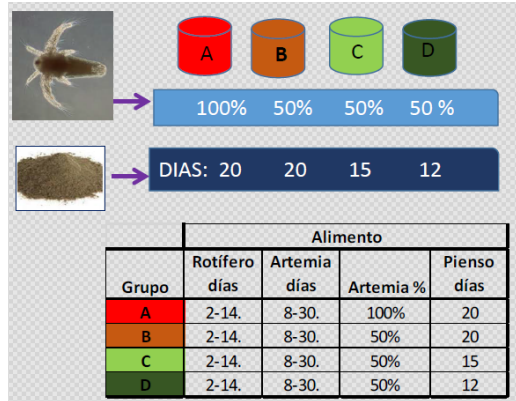 A B C D
100% 50% 50% 50 %
DIAS: 20 20 15 12
Alimento
Grupo Rotífero días Artemia días Artemia % Pienso días
A 2-14. 8-30. 100% 20
B 2-14. 8-30. 50% 20
C 2-14. 8-30. 50% 15
D 2-14. 8-30. 50% 12